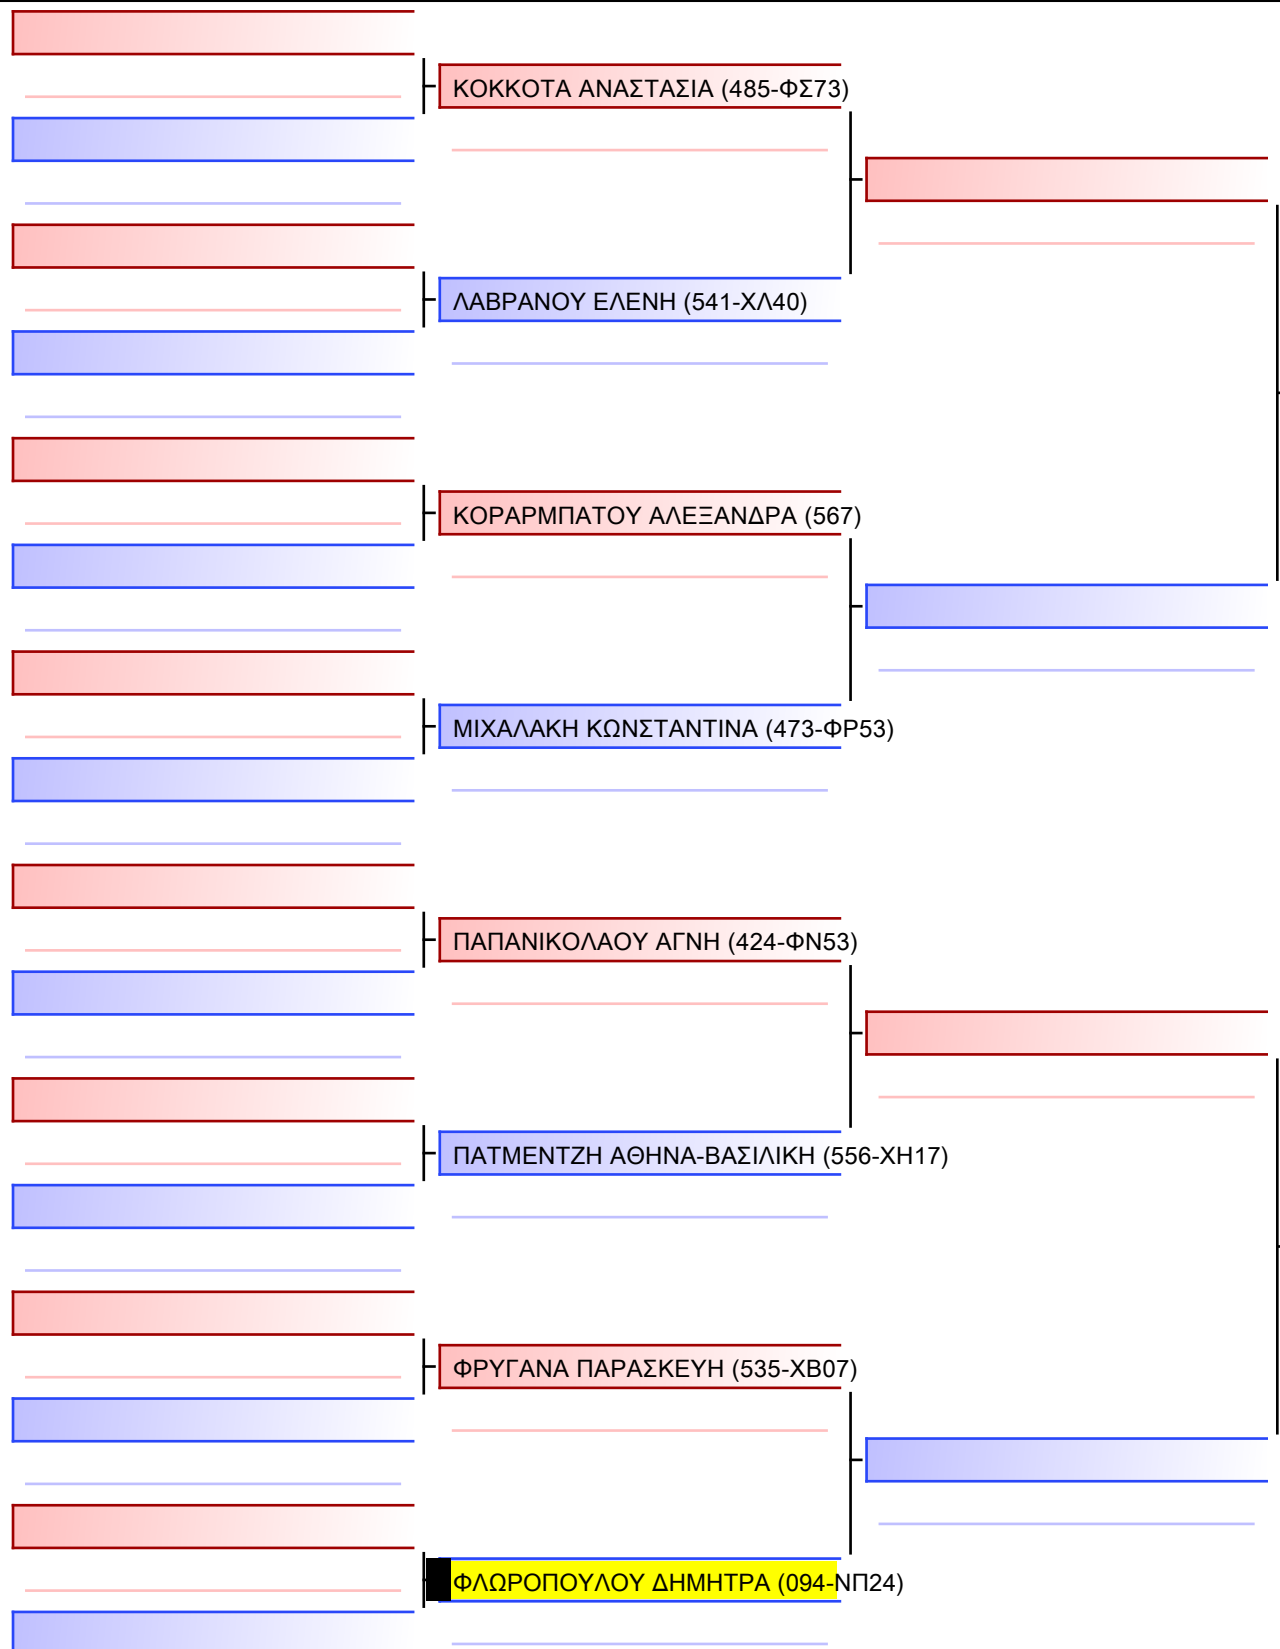 ΚΟΚΚΟΤΑ ΑΝΑΣΤΑΣΙΑ (485-ΦΣ73)
ΛΑΒΡΑΝΟΥ ΕΛΕΝΗ (541-ΧΛ40)
ΚΟΡΑΡΜΠΑΤΟΥ ΑΛΕΞΑΝΔΡΑ (567)
ΜΙΧΑΛΑΚΗ ΚΩΝΣΤΑΝΤΙΝΑ (473-ΦΡ53)
ΠΑΠΑΝΙΚΟΛΑΟΥ ΑΓΝΗ (424-ΦΝ53)
ΠΑΤΜΕΝΤΖΗ ΑΘΗΝΑ-ΒΑΣΙΛΙΚΗ (556-ΧΗ17)
ΦΡΥΓΑΝΑ ΠΑΡΑΣΚΕΥΗ (535-ΧΒ07)
ΦΛΩΡΟΠΟΥΛΟΥ ΔΗΜΗΤΡΑ (094-ΝΠ24)